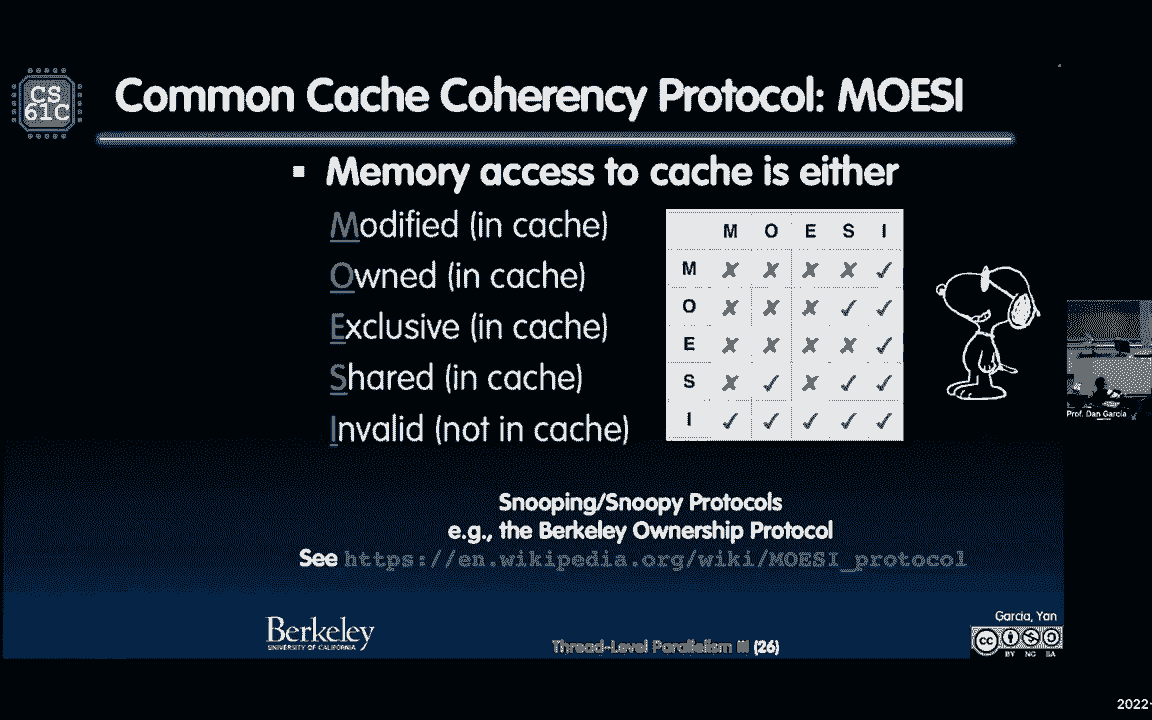 CS
61C
Common Cache Coherency Protocol: MOESI
▪ Memory access to cache is either
Modified (in cache)
Owned (in cache)
Exclusive (in cache)
Shared (in cache)
Invalid (not in cache)
M O E S I
M ✗ ✗ ✗ ✗ ✓
O ✗ ✗ ✗ ✓ ✓
E ✗ ✗ ✗ ✗ ✓
S ✗ ✓ ✗ ✓ ✓
I ✓ ✓ ✓ ✓ ✓
Prof. Dan Garcia
Snooping/Snoopy Protocols
e.g., the Berkeley Ownership Protocol
See https://en.wikipedia.org/wiki/MOESI_protocol
Berkeley
UNIVERSITY OF CALIFORNIA
Thread-Level Parallelism III (26)
Garcia, Yan
cc
BY NC SA
2022-